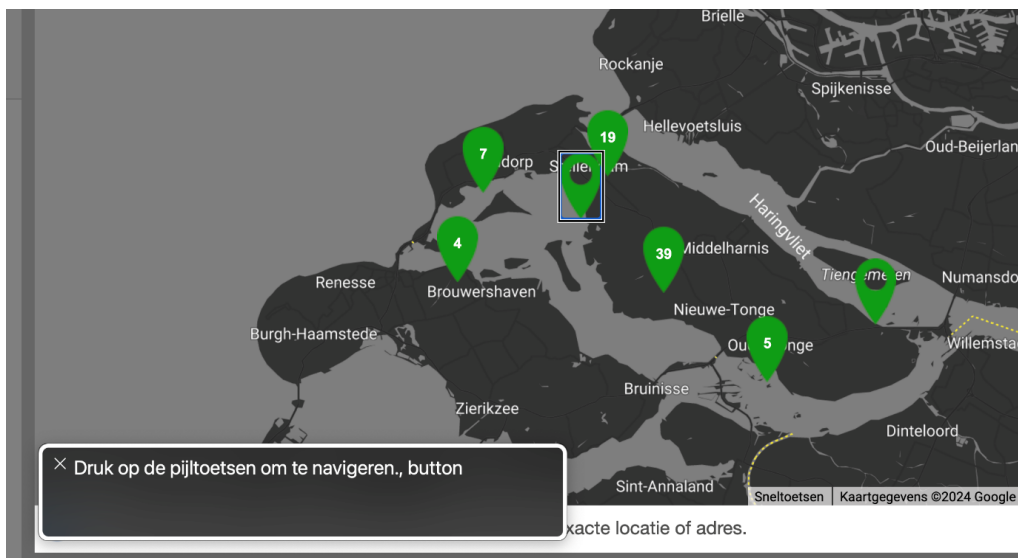 Brielle
Rockanje
Spijkenisse
19
Hellevoetsluis
7
Oud-Beijerlan
Haringvliet
4
39
Middelharnis
Tiengemeten
Numansdo
Renesse
Brouwershaven
Nieuwe-Tonge
Burgh-Haamstede
5
Willemsta
Bruinisse
Zierikzee
Dinteloord
× Druk op de pijltoetsen om te navigeren., button
Sint-Annaland
Sneltoetsen
Kaartgegevens ©2024 Google
xacte locatie of adres.